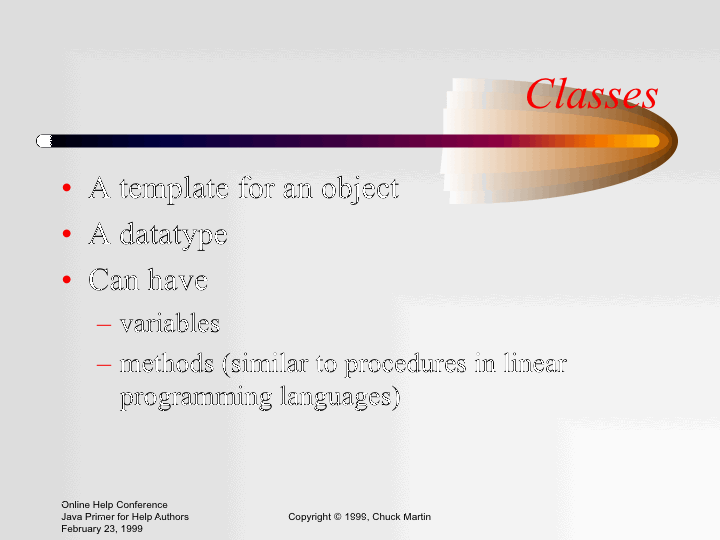 Classes
• A template for an object
• A datatype
• Can have
– variables
– methods (similar to procedures in linear
programming languages)
Online Help Conference
Java Primer for Help Authors
February 23, 1999
Copyright © 1999, Chuck Martin